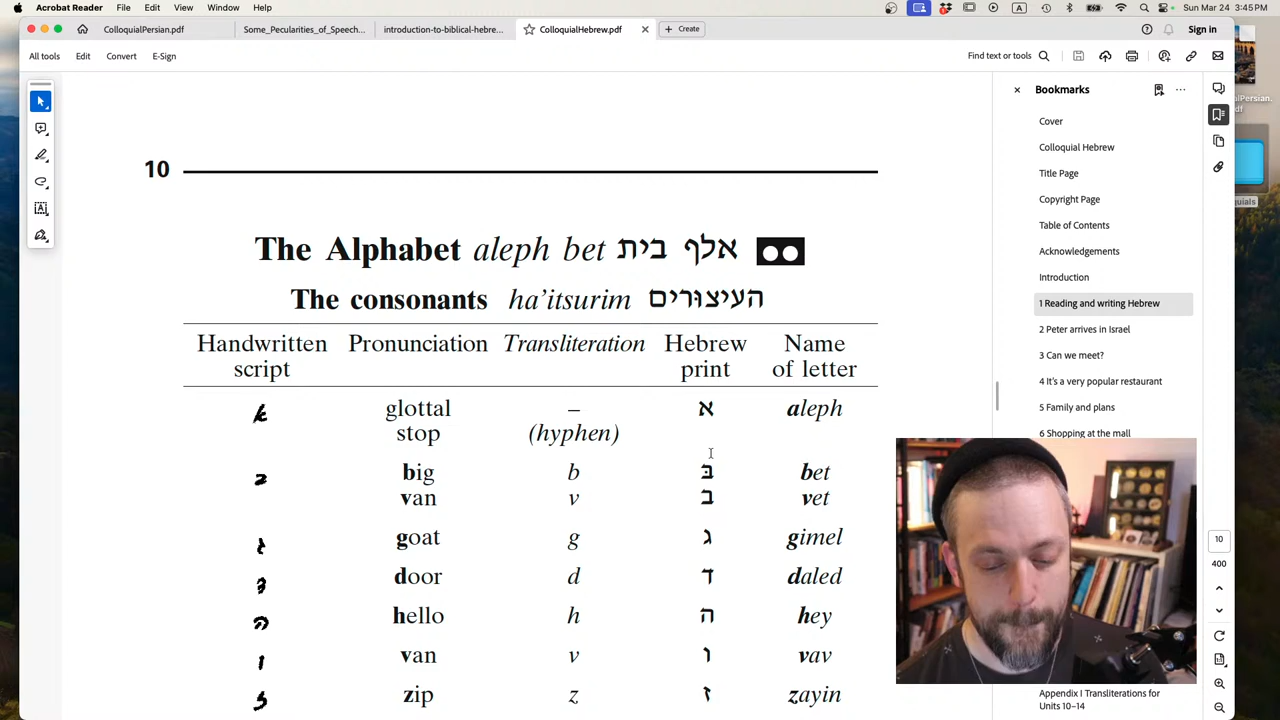 Acrobat Reader File Edit View Window Help
A Sun Mar 24 3:45 PM
ColloquialPersian.pdf Some_Pecularities_of_Speech... introduction-to-biblical-hebre... ColloquialHebrew.pdf Create Sign in
All tools Edit Convert E-Sign Find text or tools
Bookmarks
Cover
Colloquial Hebrew
Title Page
Copyright Page
Table of Contents
Acknowledgements
Introduction
1 Reading and writing Hebrew
2 Peter arrives in Israel
3 Can we meet?
4 It's a very popular restaurant
5 Family and plans
6 Shopping at the mall
Appendix I Transliterations for
Units 10–14
10
400
10
The Alphabet aleph bet אלף בית
The consonants ha'itsurim העיצורים
Handwritten script Pronunciation Transliteration Hebrew print Name of letter
glottal stop – (hyphen) א aleph
big b בּ bet
van v ב vet
goat g ג gimel
door d ד daled
hello h ה hey
van v ו vav
zip z ז zayin